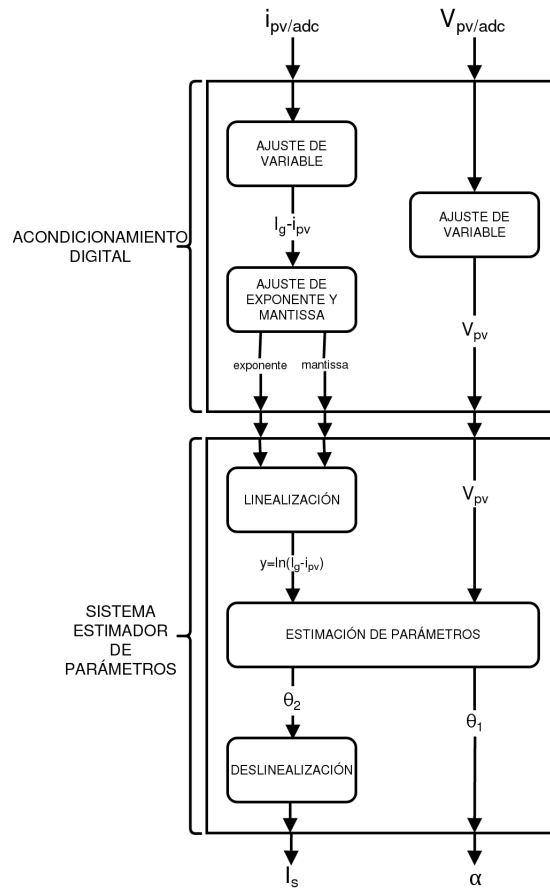 i_pv/adc
V_pv/adc
AJUSTE DE
VARIABLE
I_g-i_pv
AJUSTE DE
VARIABLE
ACONDICIONAMIENTO
DIGITAL
AJUSTE DE
EXPONENTE Y
MANTISSA
V_pv
exponente
mantissa
LINEALIZACIÓN
V_pv
y=ln(I_g-i_pv)
SISTEMA
ESTIMADOR
DE
PARÁMETROS
ESTIMACIÓN DE PARÁMETROS
θ_2
θ_1
DESLINEALIZACIÓN
I_s
α